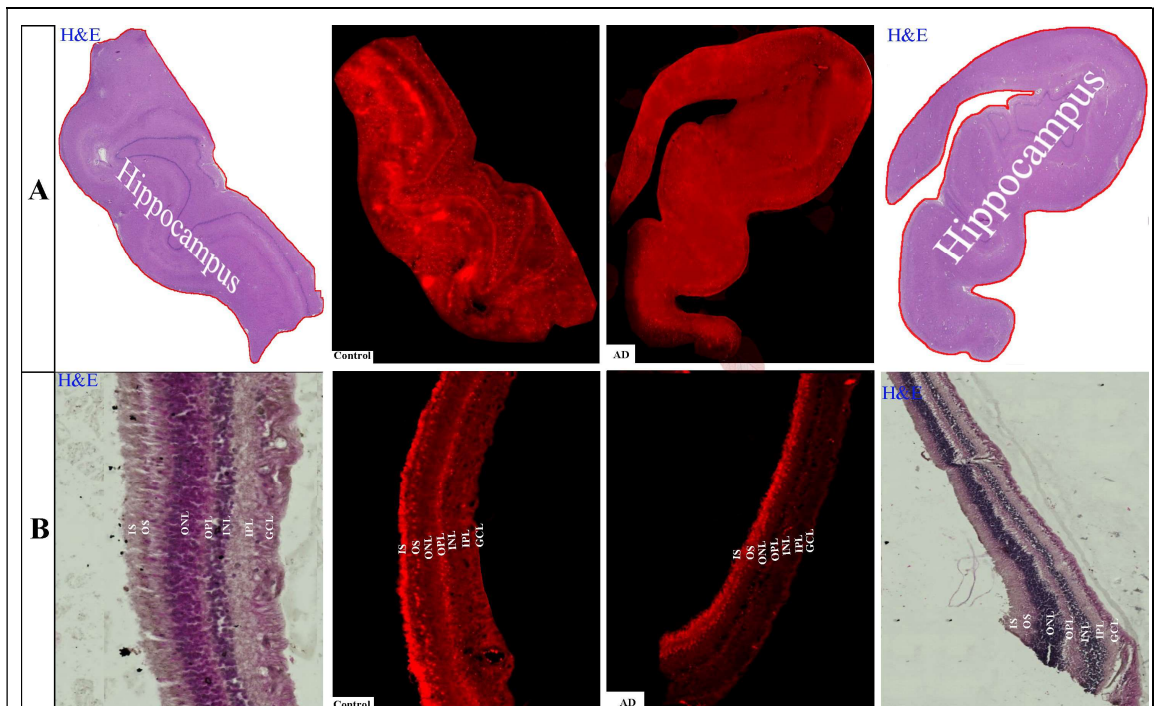 A
H&E
Hippocampus
Control
AD
H&E
Hippocampus
B
H&E
IS
OS
ONL
OPL
INL
IPL
GCL
Control
IS
OS
ONL
OPL
INL
IPL
GCL
AD
IS
OS
ONL
OPL
INL
IPL
GCL
H&E
IS
OS
ONL
OPL
INL
IPL
GCL